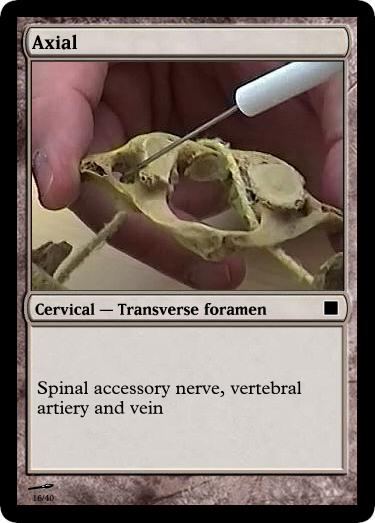 Axial
Cervical — Transverse foramen
Spinal accessory nerve, vertebral
artiery and vein
16/40